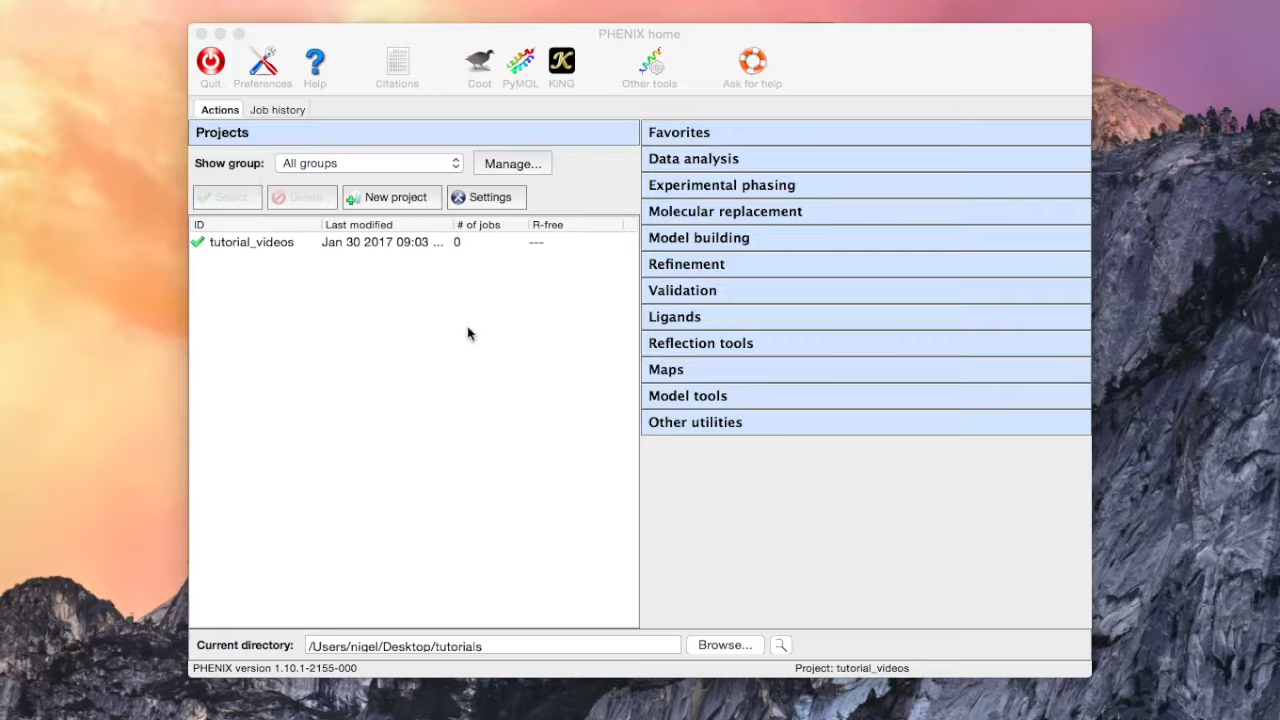 PHENIX home
Quit Preferences Help Citations Coot PyMOL KiNG Other tools Ask for help
Actions Job history
Projects
Show group: All groups Manage...
Select Delete New project Settings
ID Last modified # of jobs R-free
tutorial_videos Jan 30 2017 09:03 ... 0 ---
Favorites
Data analysis
Experimental phasing
Molecular replacement
Model building
Refinement
Validation
Ligands
Reflection tools
Maps
Model tools
Other utilities
Current directory: /Users/nigel/Desktop/tutorials Browse...
PHENIX version 1.10.1-2155-000 Project: tutorial_videos